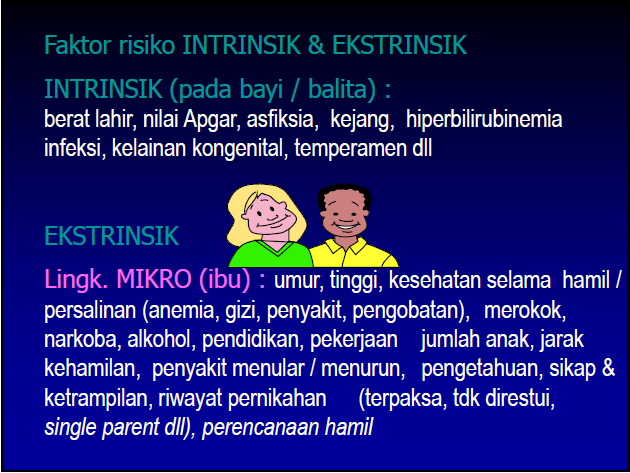 Faktor risiko INTRINSIK & EKSTRINSIK
INTRINSIK (pada bayi / balita) :
berat lahir, nilai Apgar, asfiksia, kejang, hiperbilirubinemia
infeksi, kelainan kongenital, temperamen dll
EKSTRINSIK
Lingk. MIKRO (ibu) : umur, tinggi, kesehatan selama hamil /
persalinan (anemia, gizi, penyakit, pengobatan), merokok,
narkoba, alkohol, pendidikan, pekerjaan jumlah anak, jarak
kehamilan, penyakit menular / menurun, pengetahuan, sikap &
ketrampilan, riwayat pernikahan (terpaksa, tdk direstui,
single parent dll), perencanaan hamil